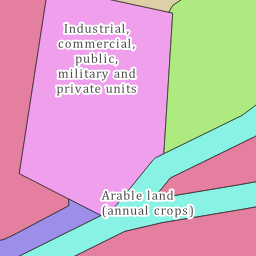 Industrial,
commercial,
public,
military and
private units
Arable land
(annual crops)